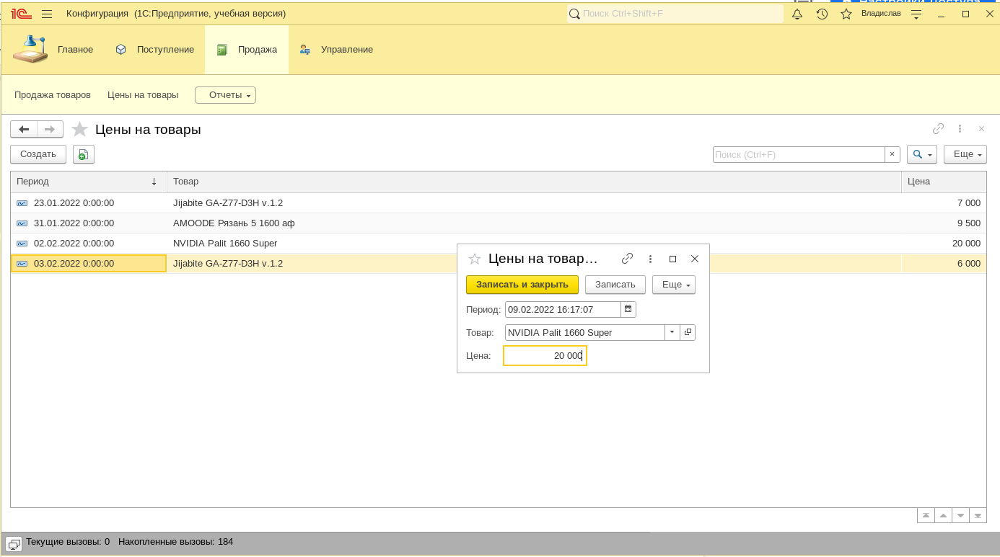 Настройки Доступа
1С Конфигурация (1С:Предприятие, учебная версия) Поиск Ctrl+Shift+F Владислав
Главное Поступление Продажа Управление
Продажа товаров Цены на товары Отчеты
Цены на товары
Создать Поиск (Ctrl+F) × Еще
Период ↓ Товар Цена
23.01.2022 0:00:00 Jijabite GA-Z77-D3H v.1.2 7 000
31.01.2022 0:00:00 AMOODE Рязань 5 1600 аф 9 500
02.02.2022 0:00:00 NVIDIA Palit 1660 Super 20 000
03.02.2022 0:00:00 Jijabite GA-Z77-D3H v.1.2 6 000
Цены на товар...
Записать и закрыть Записать Еще
Период: 09.02.2022 16:17:07
Товар: NVIDIA Palit 1660 Super
Цена: 20 000
Текущие вызовы: 0 Накопленные вызовы: 184